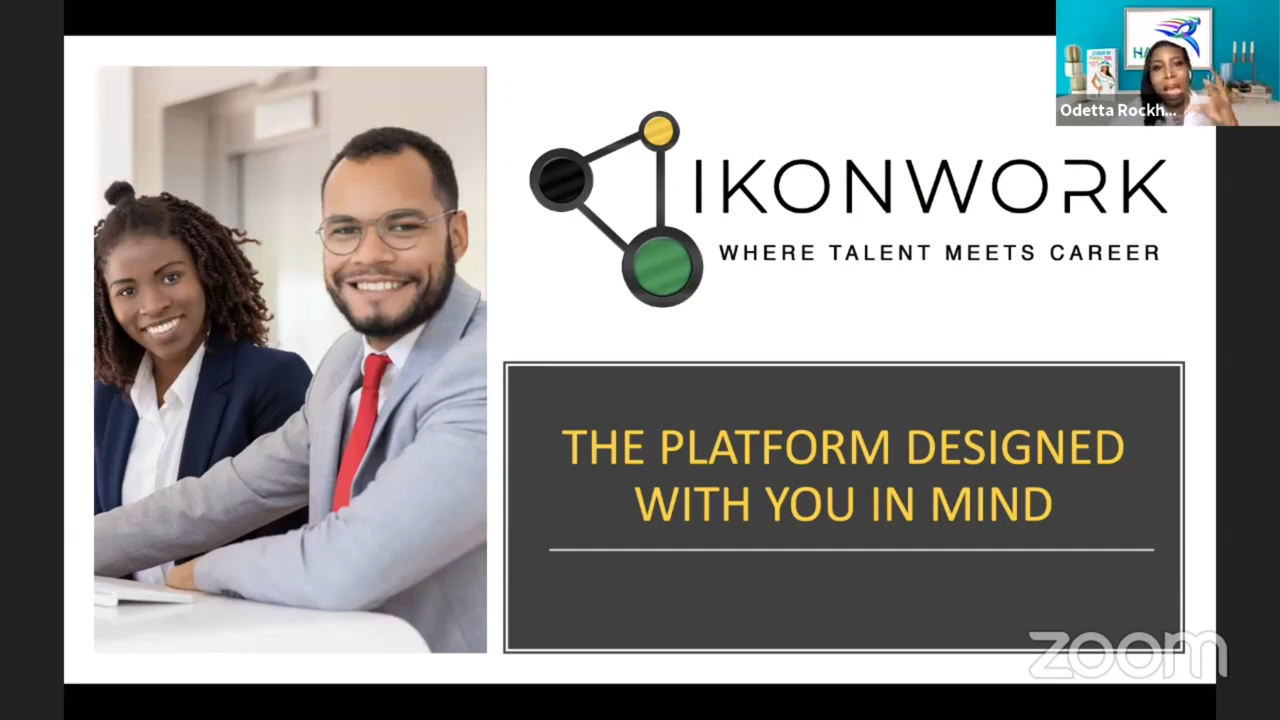 IKONWORK
WHERE TALENT MEETS CAREER
THE PLATFORM DESIGNED
WITH YOU IN MIND
Odetta Rockh...
zoom